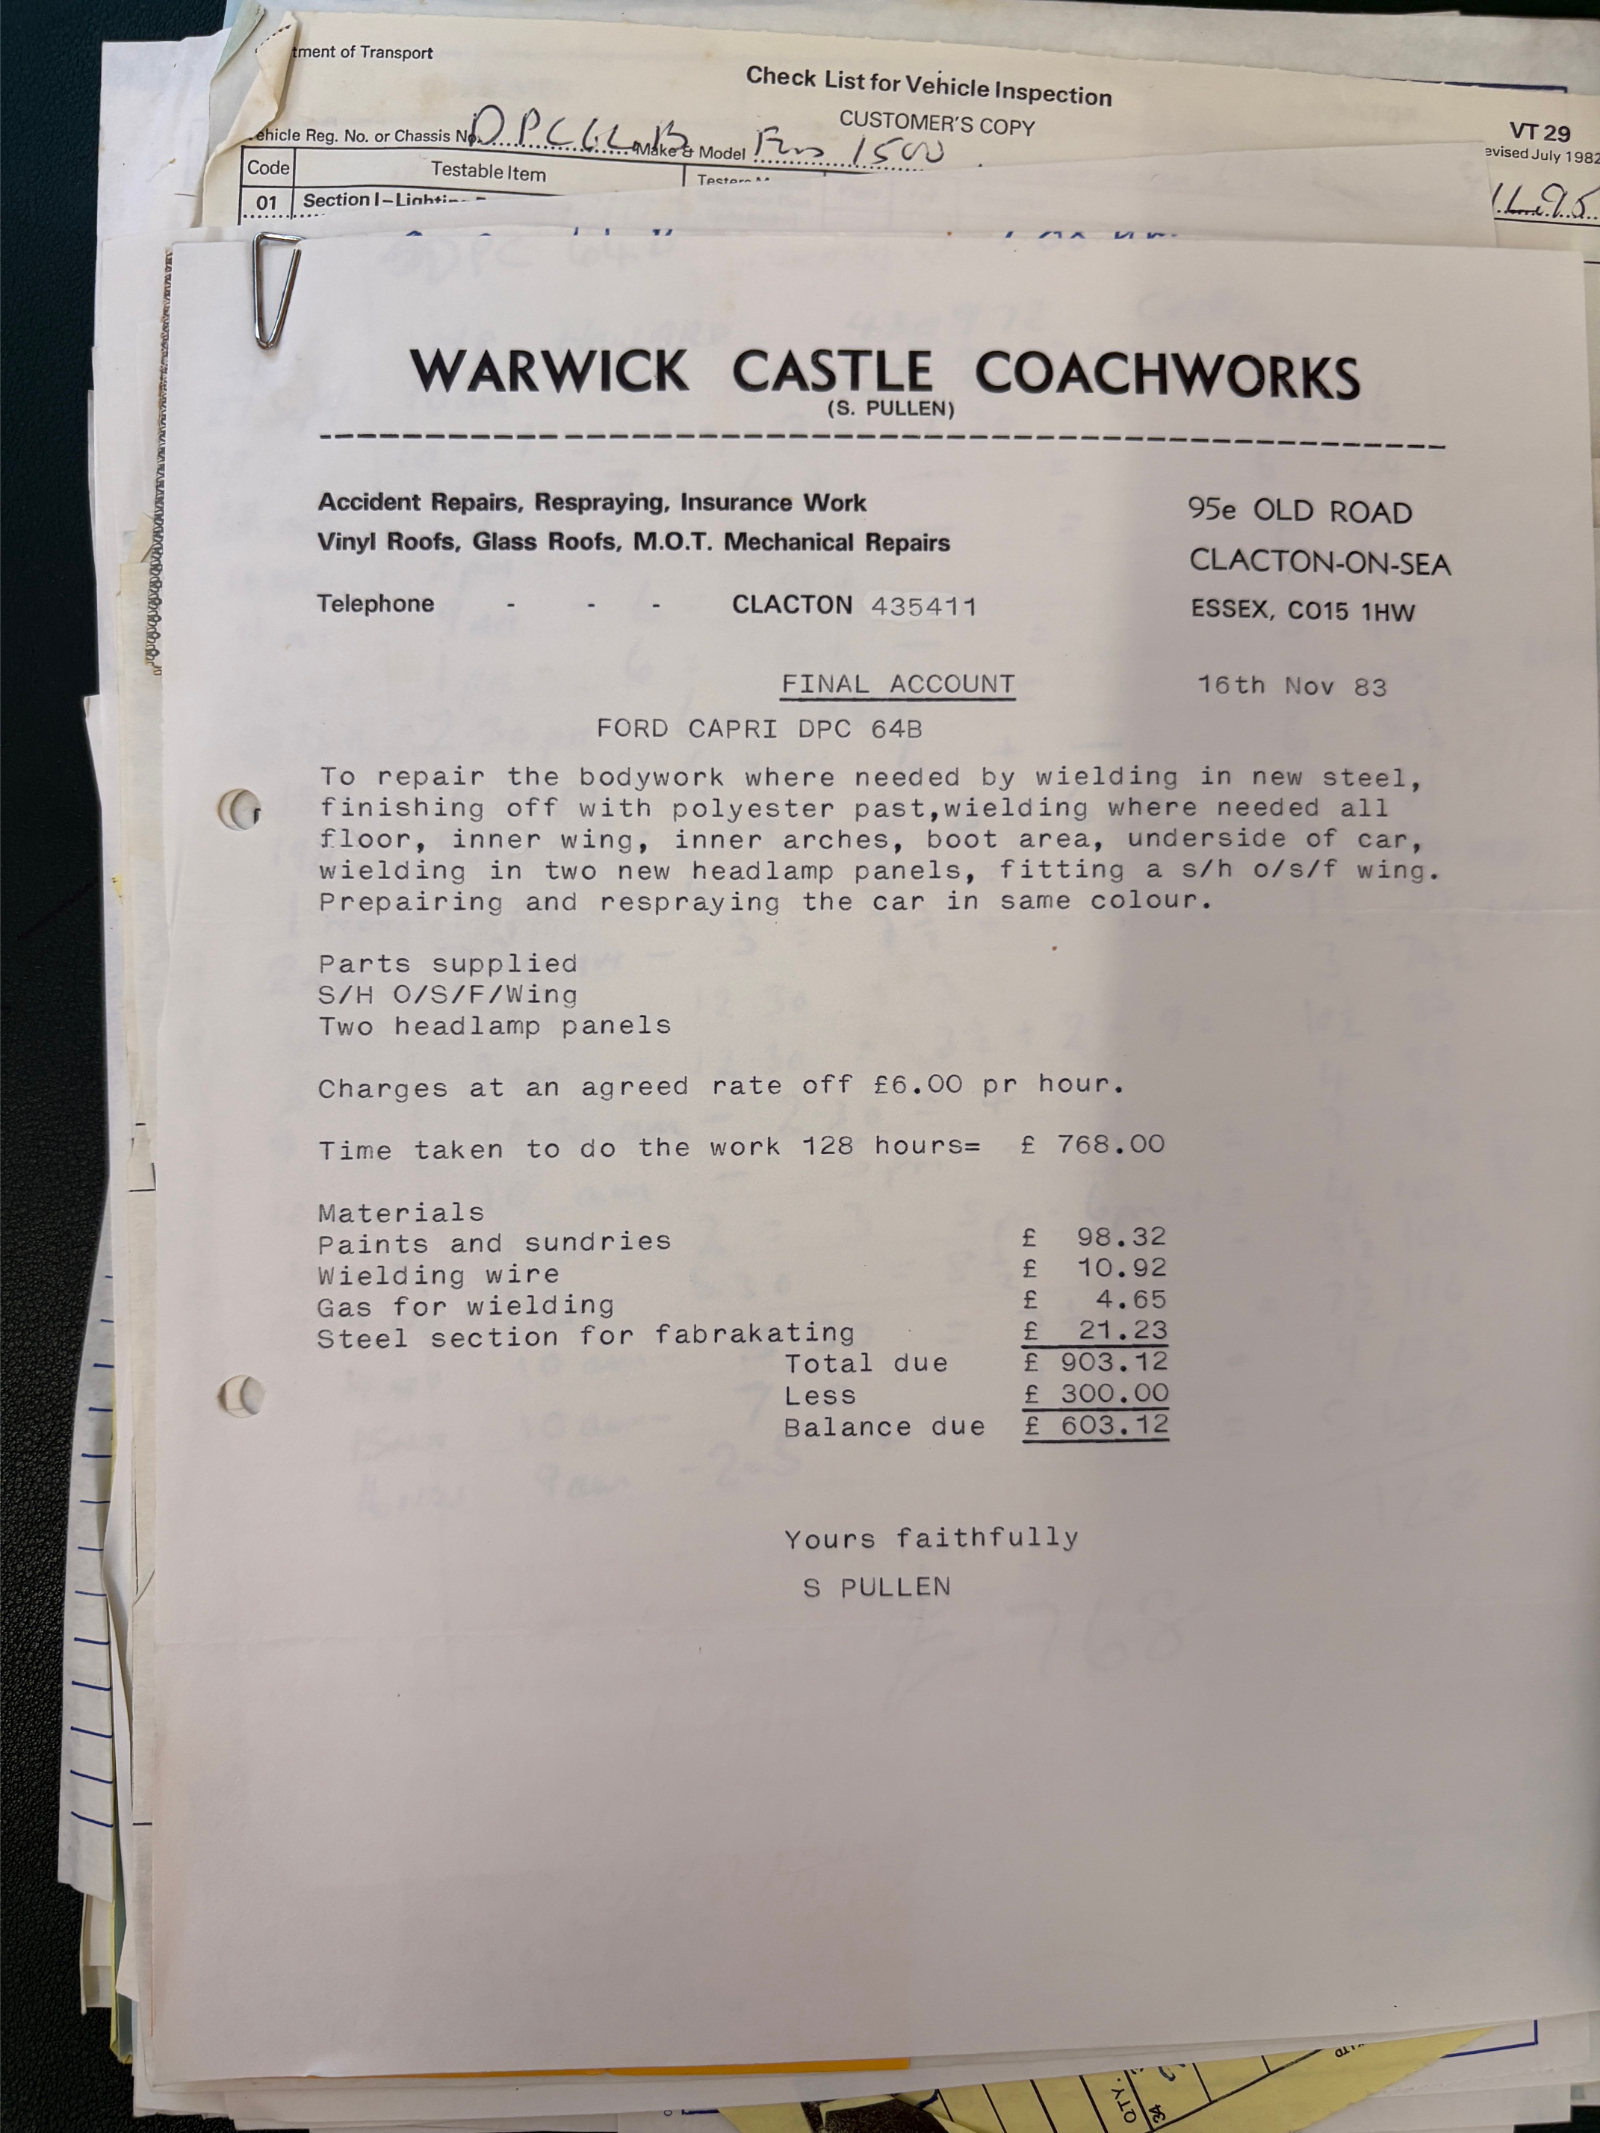 tment of Transport
Check List for Vehicle Inspection
CUSTOMER'S COPY
VT 29
evised July 1982
ehicle Reg. No. or Chassis No. DPC 64B Make & Model 1500
Code Testable Item
01 Section I–Lighti
WARWICK CASTLE COACHWORKS
(S. PULLEN)
Accident Repairs, Respraying, Insurance Work
Vinyl Roofs, Glass Roofs, M.O.T. Mechanical Repairs
Telephone - - - CLACTON 435411
95e OLD ROAD
CLACTON-ON-SEA
ESSEX, CO15 1HW
FINAL ACCOUNT 16th Nov 83
FORD CAPRI DPC 64B
To repair the bodywork where needed by wielding in new steel,
finishing off with polyester past,wielding where needed all
floor, inner wing, inner arches, boot area, underside of car,
wielding in two new headlamp panels, fitting a s/h o/s/f wing.
Prepairing and respraying the car in same colour.
Parts supplied
S/H O/S/F/Wing
Two headlamp panels
Charges at an agreed rate off £6.00 pr hour.
Time taken to do the work 128 hours= £ 768.00
Materials
Paints and sundries £ 98.32
Wielding wire £ 10.92
Gas for wielding £ 4.65
Steel section for fabrakating £ 21.23
Total due £ 903.12
Less £ 300.00
Balance due £ 603.12
Yours faithfully
S PULLEN
QTY.
34
LTD